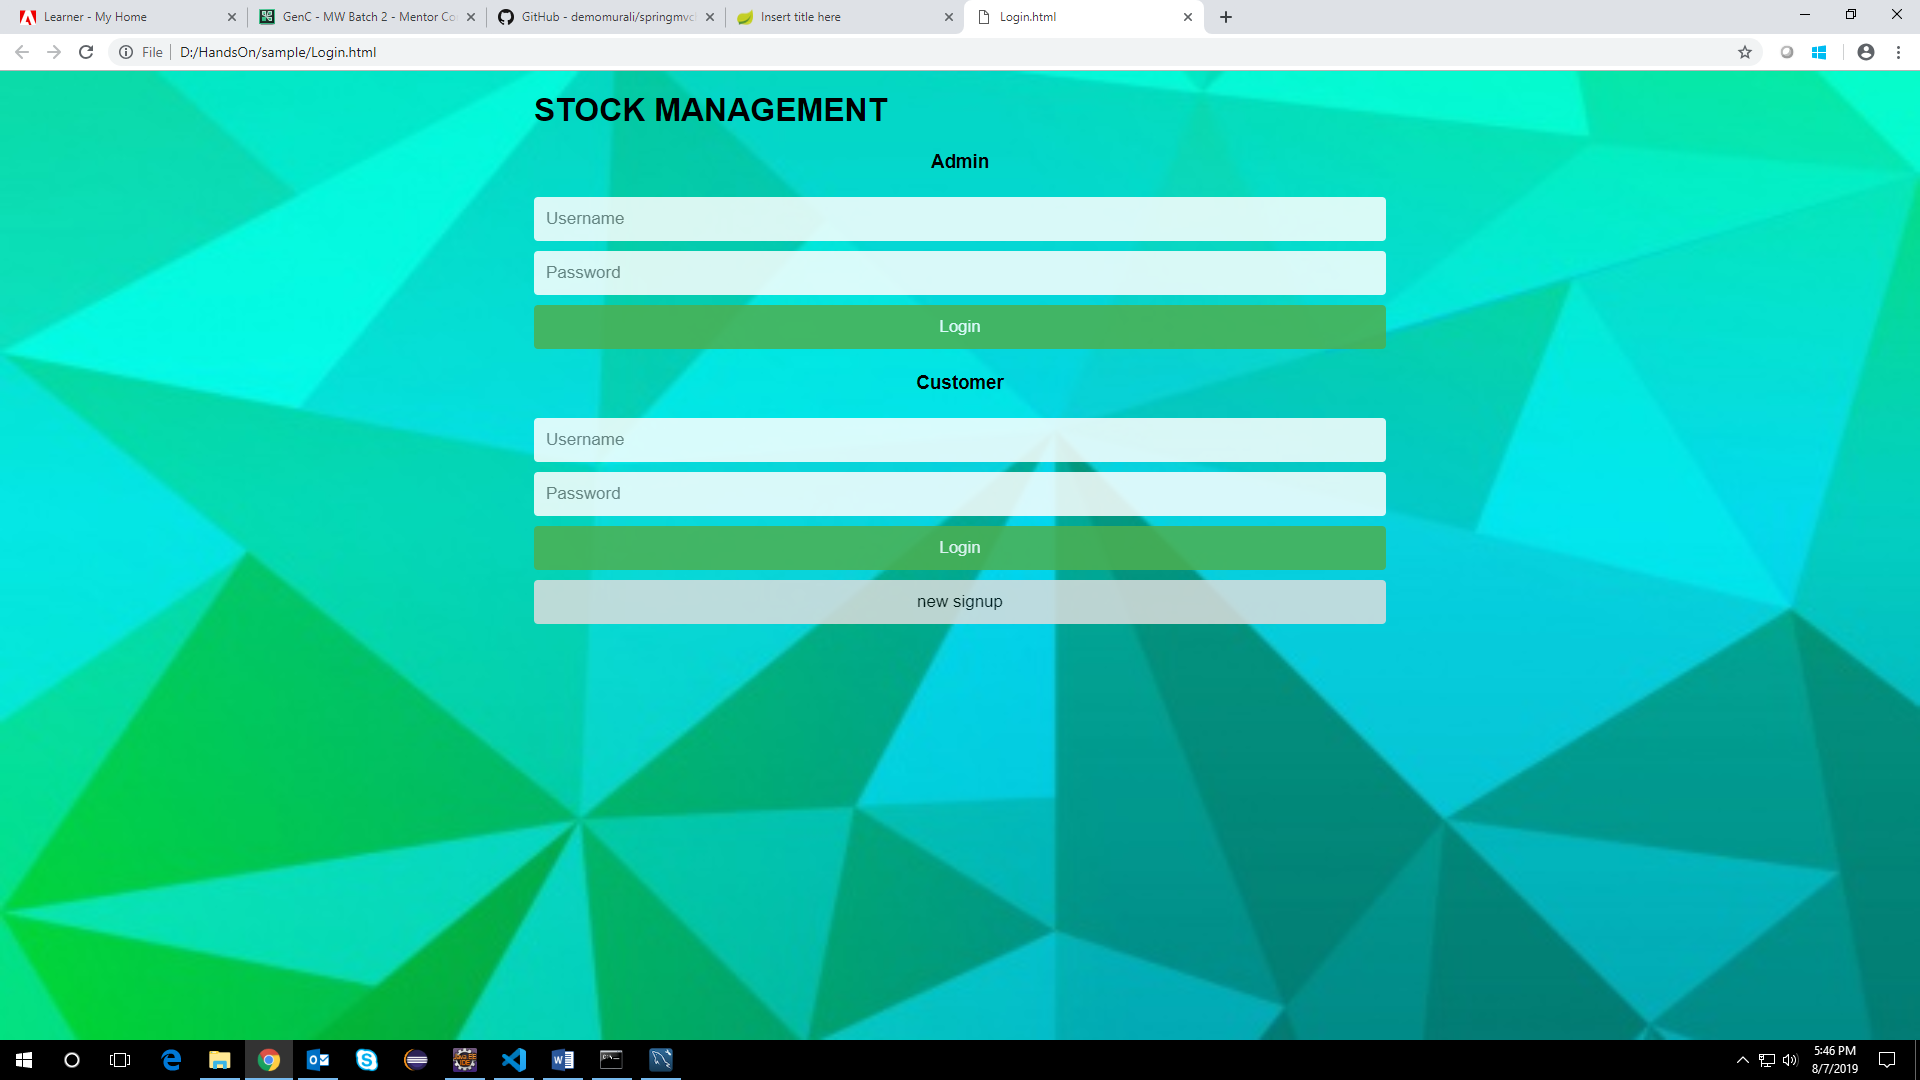 Learner - My Home
GenC - MW Batch 2 - Mentor Co
GitHub - demomurali/springmvc
Insert title here
Login.html
File
D:/HandsOn/sample/Login.html
STOCK MANAGEMENT
Admin
Username
Password
Login
Customer
Username
Password
Login
new signup
5:46 PM
8/7/2019